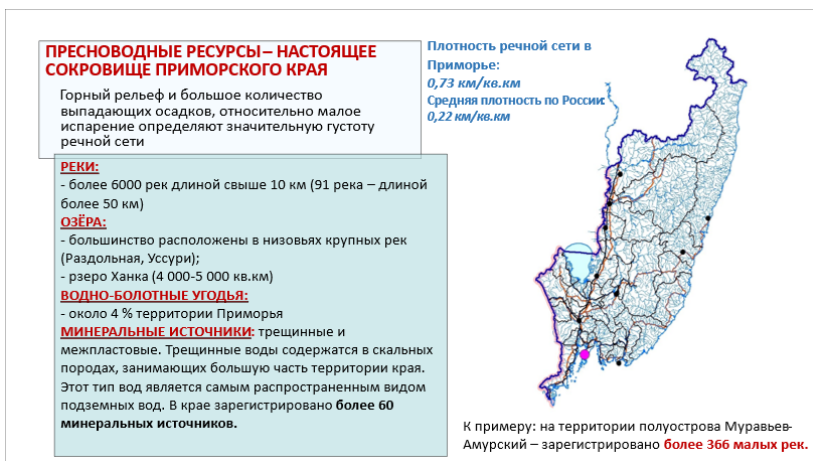 ПРЕСНОВОДНЫЕ РЕСУРСЫ – НАСТОЯЩЕЕ
СОКРОВИЩЕ ПРИМОРСКОГО КРАЯ
Горный рельеф и большое количество
выпадающих осадков, относительно малое
испарение определяют значительную густоту
речной сети
РЕКИ:
- более 6000 рек длиной свыше 10 км (91 река – длиной
более 50 км)
ОЗЁРА:
- большинство расположены в низовьях крупных рек
(Раздольная, Уссури);
- рзеро Ханка (4 000-5 000 кв.км)
ВОДНО-БОЛОТНЫЕ УГОДЬЯ:
- около 4 % территории Приморья
МИНЕРАЛЬНЫЕ ИСТОЧНИКИ: трещинные и
межпластовые. Трещинные воды содержатся в скальных
породах, занимающих большую часть территории края.
Этот тип вод является самым распространенным видом
подземных вод. В крае зарегистрировано более 60
минеральных источников.
Плотность речной сети в
Приморье:
0,73 км/кв.км
Средняя плотность по России:
0,22 км/кв.км
К примеру: на территории полуострова Муравьев-
Амурский – зарегистрировано более 366 малых рек.